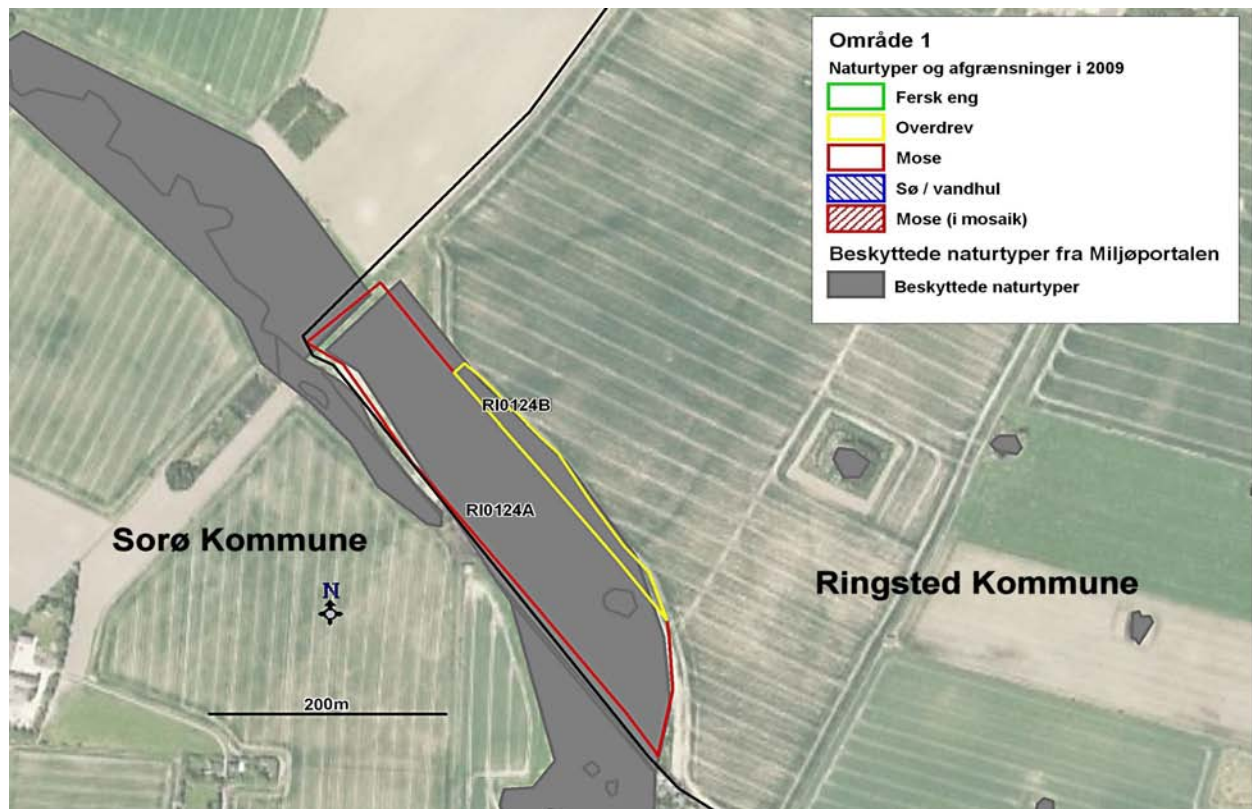 Område 1
Naturtyper og afgrænsninger i 2009
Fersk eng
Overdrev
Mose
Sø / vandhul
Mose (i mosaik)
Beskyttede naturtyper fra Miljøportalen
Beskyttede naturtyper
RI0124B
RI0124A
Sorø Kommune
Ringsted Kommune
N
200m